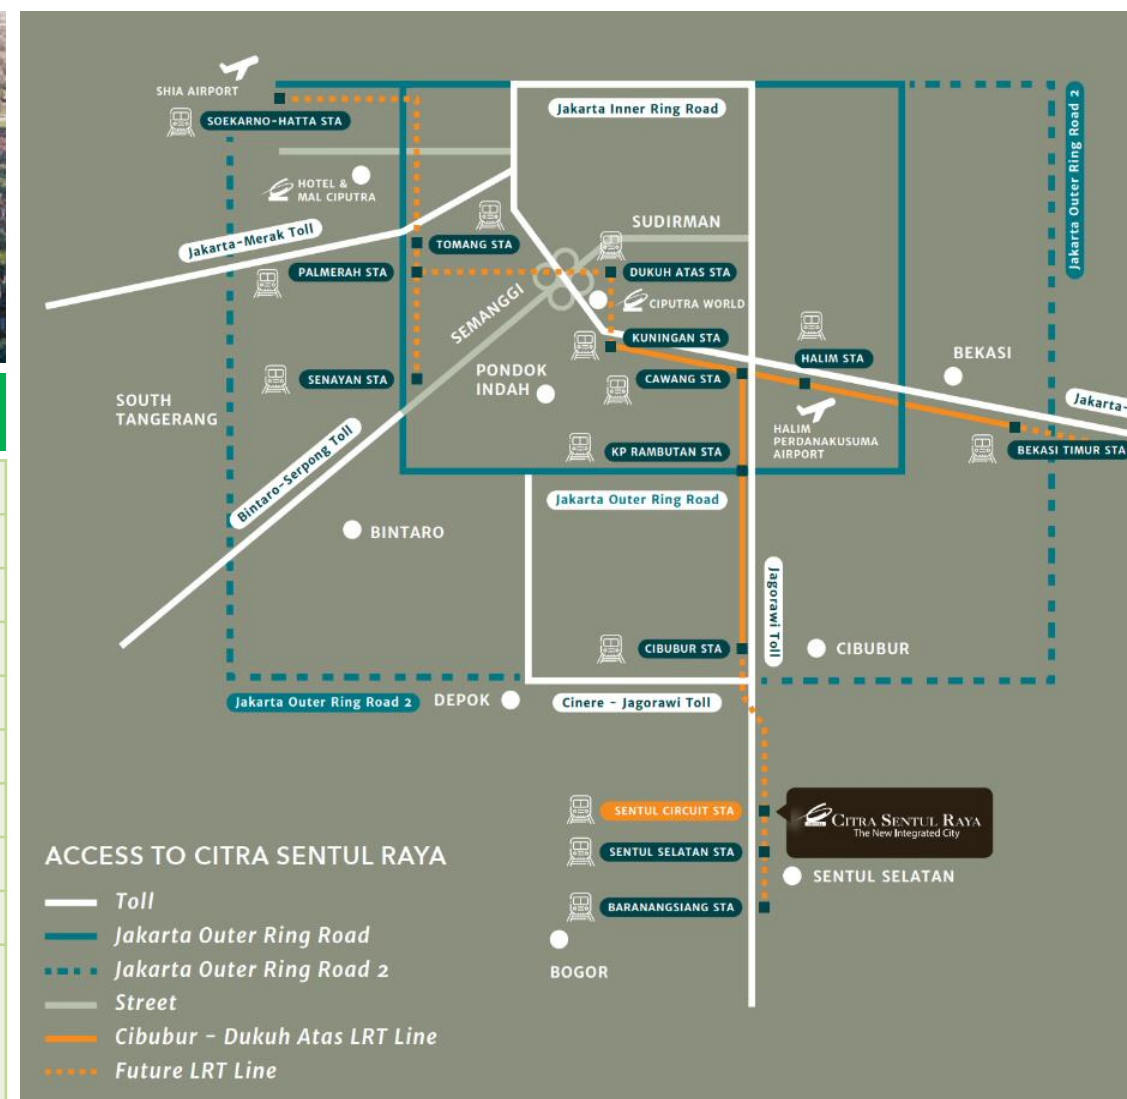 SHIA AIRPORT
SOEKARNO-HATTA STA
Jakarta Inner Ring Road
Jakarta Outer Ring Road 2
HOTEL &
MAL CIPUTRA
Jakarta-Merak Toll
TOMANG STA
SUDIRMAN
PALMERAH STA
DUKUH ATAS STA
SEMANGGI
CIPUTRA WORLD
KUNINGAN STA
HALIM STA
BEKASI
SENAYAN STA
PONDOK
INDAH
CAWANG STA
SOUTH
TANGERANG
Jakarta-
HALIM
PERDANAKUSUMA
AIRPORT
KP RAMBUTAN STA
BEKASI TIMUR STA
Bintaro-Serpong Toll
Jakarta Outer Ring Road
BINTARO
Jagorawi Toll
CIBUBUR STA
CIBUBUR
Jakarta Outer Ring Road 2
DEPOK
Cinere - Jagorawi Toll
SENTUL CIRCUIT STA
CITRA SENTUL RAYA
The New Integrated City
SENTUL SELATAN STA
SENTUL SELATAN
BARANANGSIANG STA
BOGOR
ACCESS TO CITRA SENTUL RAYA
Toll
Jakarta Outer Ring Road
Jakarta Outer Ring Road 2
Street
Cibubur - Dukuh Atas LRT Line
Future LRT Line